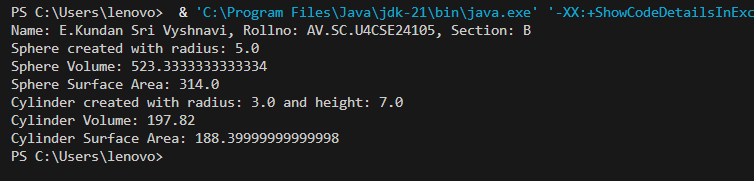 PS C:\Users\lenovo>  & 'C:\Program Files\Java\jdk-21\bin\java.exe' '-XX:+ShowCodeDetailsInExc
Name: E.Kundan Sri Vyshnavi, Rollno: AV.SC.U4CSE24105, Section: B
Sphere created with radius: 5.0
Sphere Volume: 523.3333333333334
Sphere Surface Area: 314.0
Cylinder created with radius: 3.0 and height: 7.0
Cylinder Volume: 197.82
Cylinder Surface Area: 188.39999999999998
PS C:\Users\lenovo>